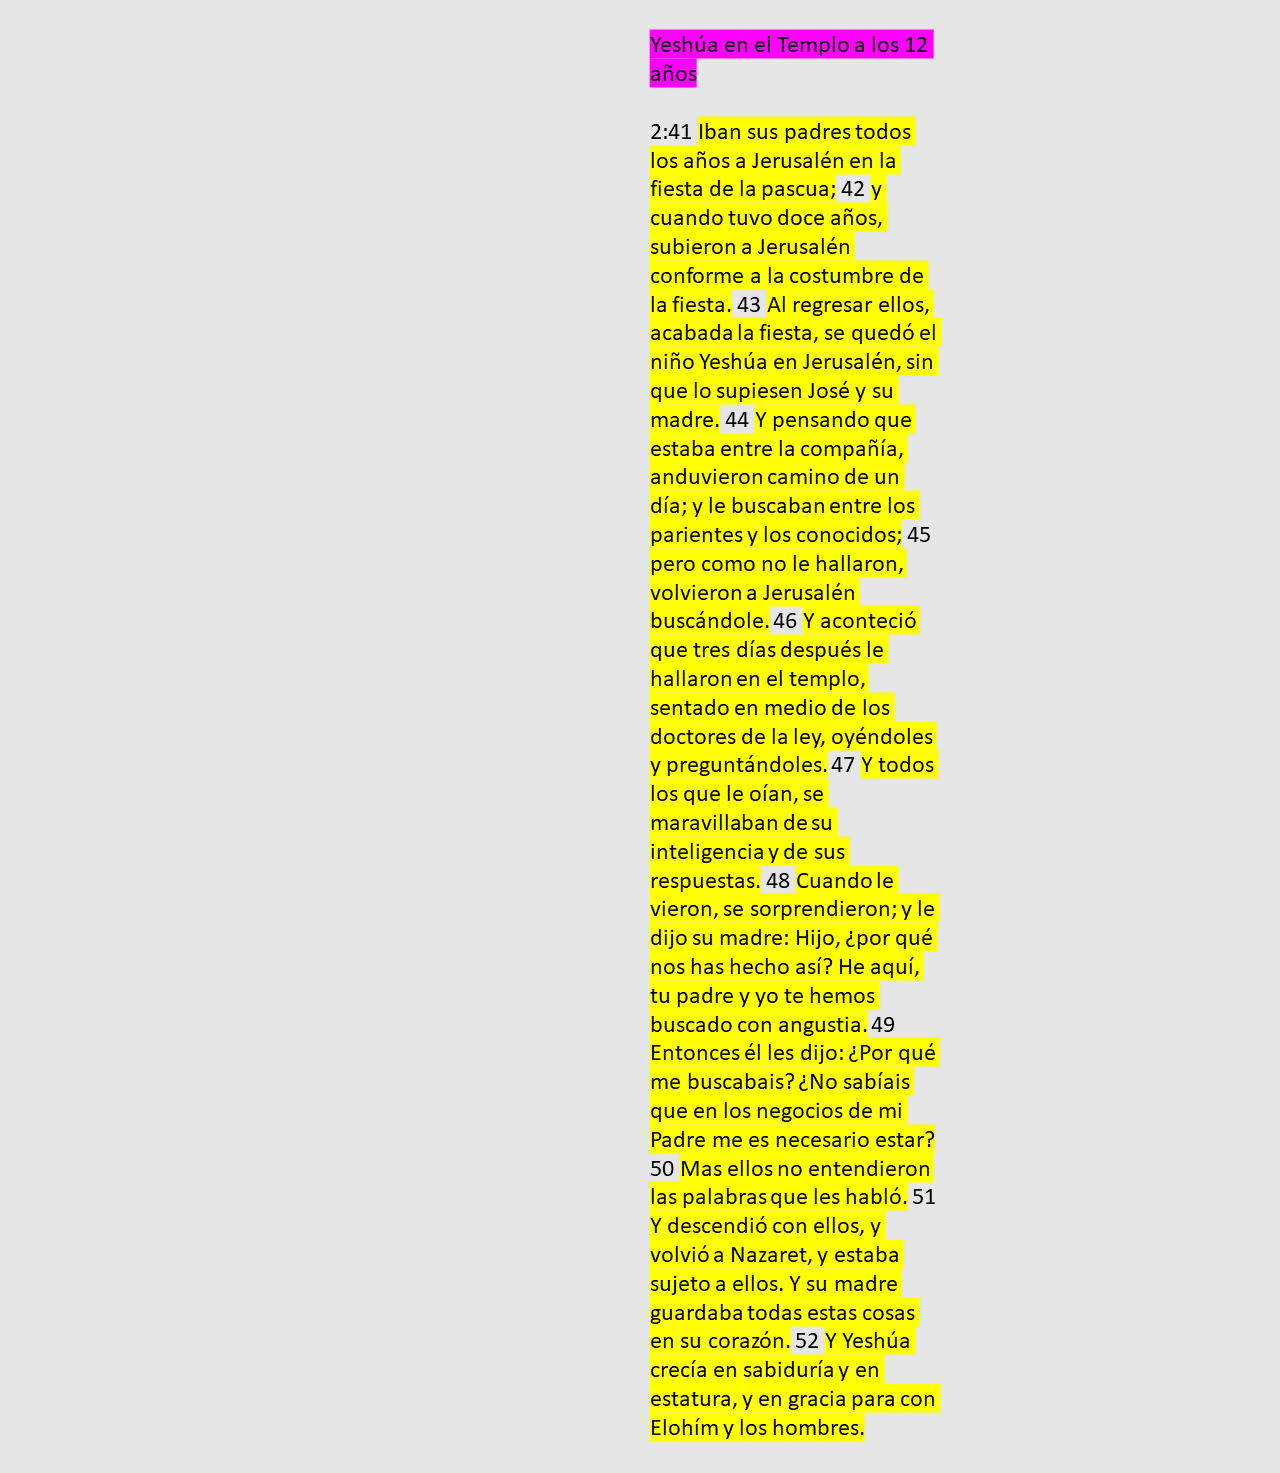 Yeshúa en el Templo a los 12
años
2:41 Iban sus padres todos
los años a Jerusalén en la
fiesta de la pascua; 42 y
cuando tuvo doce años,
subieron a Jerusalén
conforme a la costumbre de
la fiesta. 43 Al regresar ellos,
acabada la fiesta, se quedó el
niño Yeshúa en Jerusalén, sin
que lo supiesen José y su
madre. 44 Y pensando que
estaba entre la compañía,
anduvieron camino de un
día; y le buscaban entre los
parientes y los conocidos; 45
pero como no le hallaron,
volvieron a Jerusalén
buscándole. 46 Y aconteció
que tres días después le
hallaron en el templo,
sentado en medio de los
doctores de la ley, oyéndoles
y preguntándoles. 47 Y todos
los que le oían, se
maravillaban de su
inteligencia y de sus
respuestas. 48 Cuando le
vieron, se sorprendieron; y le
dijo su madre: Hijo, ¿por qué
nos has hecho así? He aquí,
tu padre y yo te hemos
buscado con angustia. 49
Entonces él les dijo: ¿Por qué
me buscabais? ¿No sabíais
que en los negocios de mi
Padre me es necesario estar?
50 Mas ellos no entendieron
las palabras que les habló. 51
Y descendió con ellos, y
volvió a Nazaret, y estaba
sujeto a ellos. Y su madre
guardaba todas estas cosas
en su corazón. 52 Y Yeshúa
crecía en sabiduría y en
estatura, y en gracia para con
Elohím y los hombres.